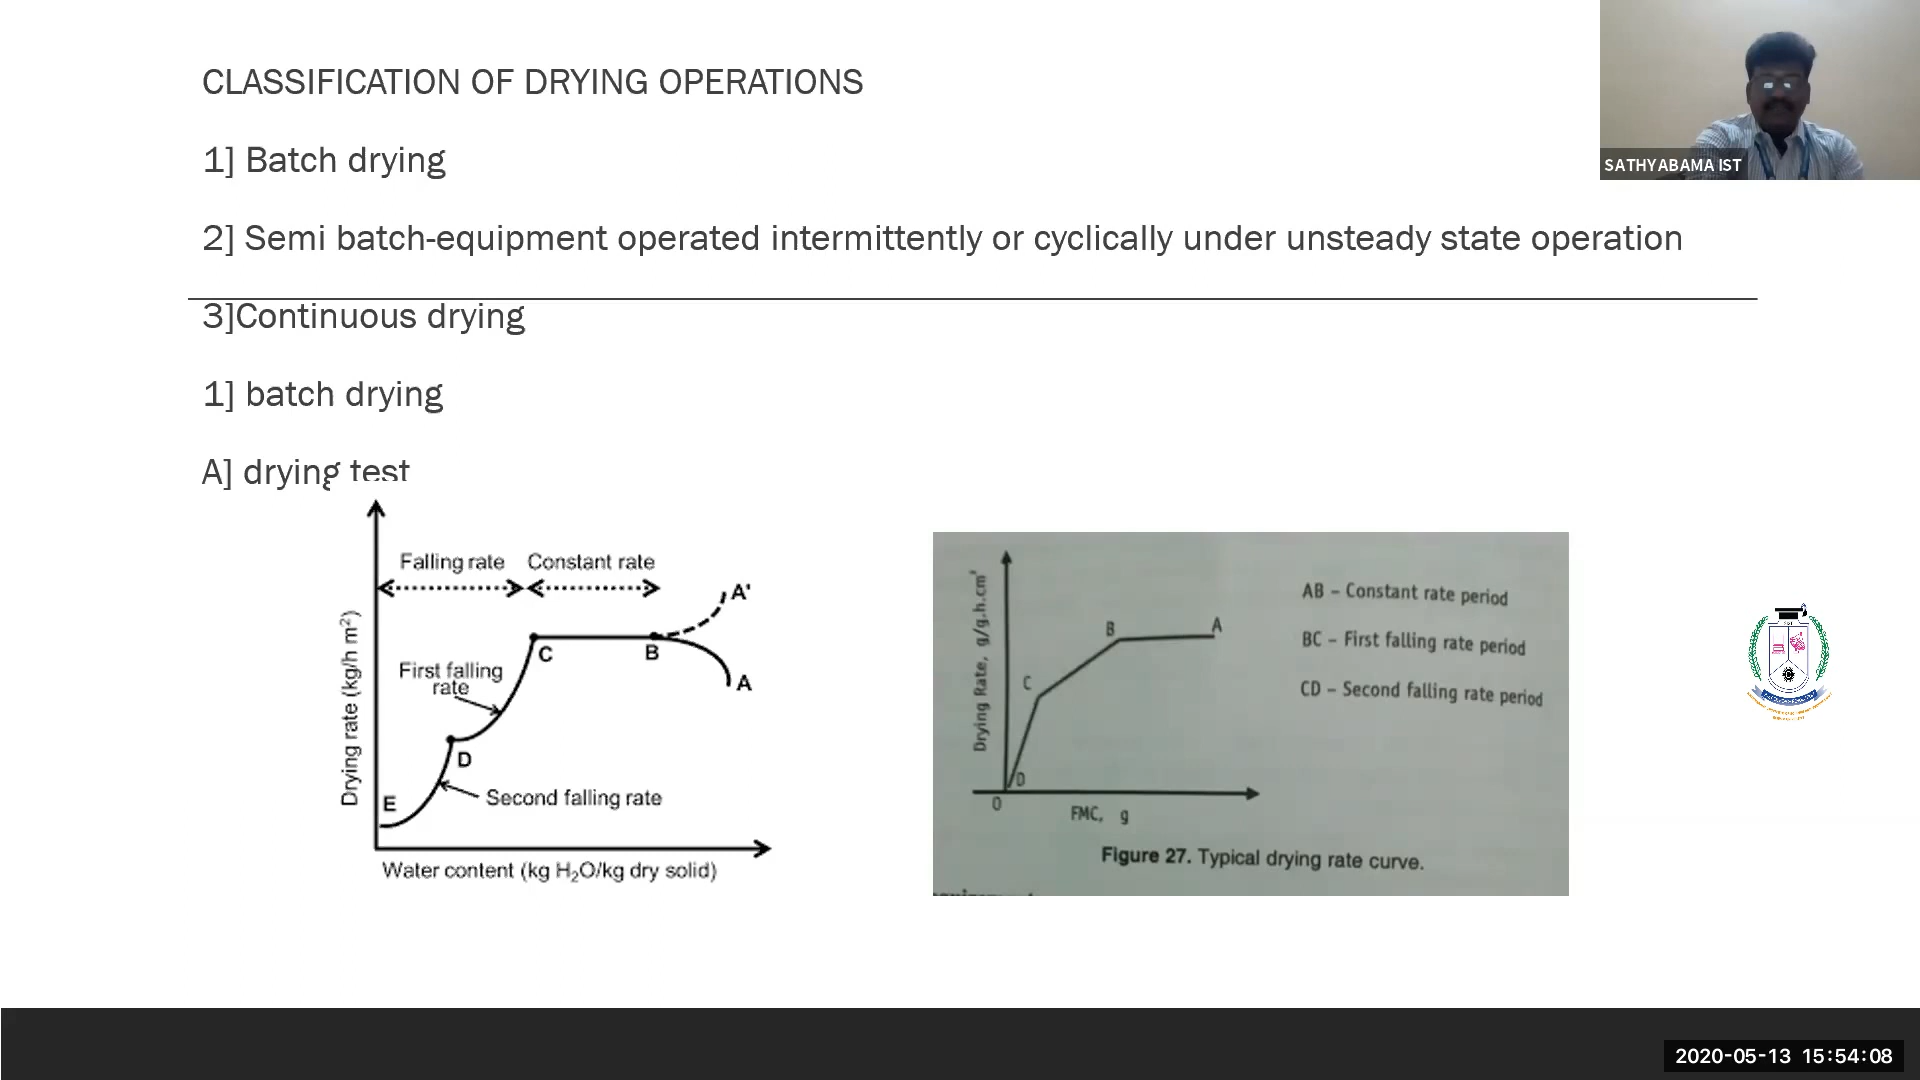 CLASSIFICATION OF DRYING OPERATIONS
1] Batch drying
2] Semi batch-equipment operated intermittently or cyclically under unsteady state operation
3]Continuous drying
1] batch drying
A] drying test
SATHYABAMA IST
Falling rate
Constant rate
A'
A
B
C
First falling
rate
D
Second falling rate
E
Drying rate (kg/h m²)
Water content (kg H₂O/kg dry solid)
Drying Rate, g/g.h.cm²
A
B
C
D
O
FMC, g
AB – Constant rate period
BC – First falling rate period
CD – Second falling rate period
Figure 27. Typical drying rate curve.
2020-05-13 15:54:08